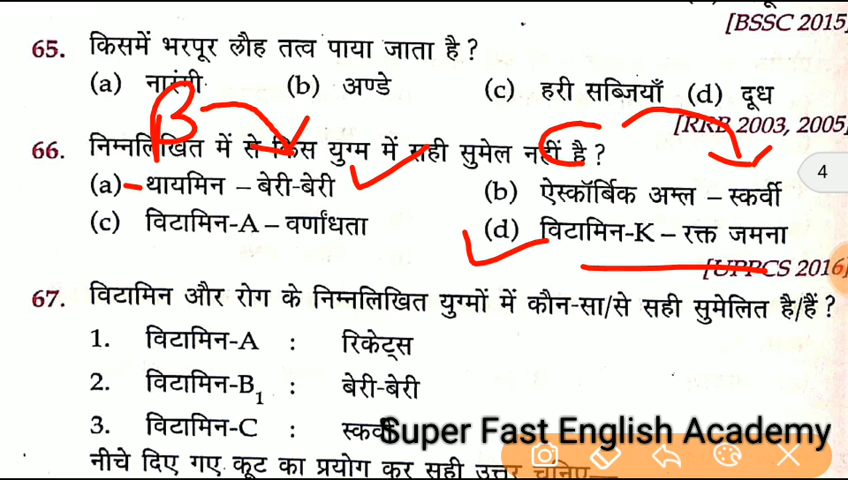 [BSSC 2015]
65. किसमें भरपूर लौह तत्व पाया जाता है ?
(a) नारंगी (b) अण्डे (c) हरी सब्जियाँ (d) दूध
[RRB 2003, 2005]
66. निम्नलिखित में से किस युग्म में सही सुमेल नहीं है ?
(a) थायमिन – बेरी-बेरी (b) ऐस्कॉर्बिक अम्ल – स्कर्वी
(c) विटामिन-A – वर्णांधता (d) विटामिन-K – रक्त जमना
[UPPCS 2016]
67. विटामिन और रोग के निम्नलिखित युग्मों में कौन-सा/से सही सुमेलित है/हैं ?
1. विटामिन-A : रिकेट्स
2. विटामिन-B₁ : बेरी-बेरी
3. विटामिन-C : स्कर्वी
नीचे दिए गए कूट का प्रयोग कर सही उत्तर चुनिए—
Super Fast English Academy
4
B
C